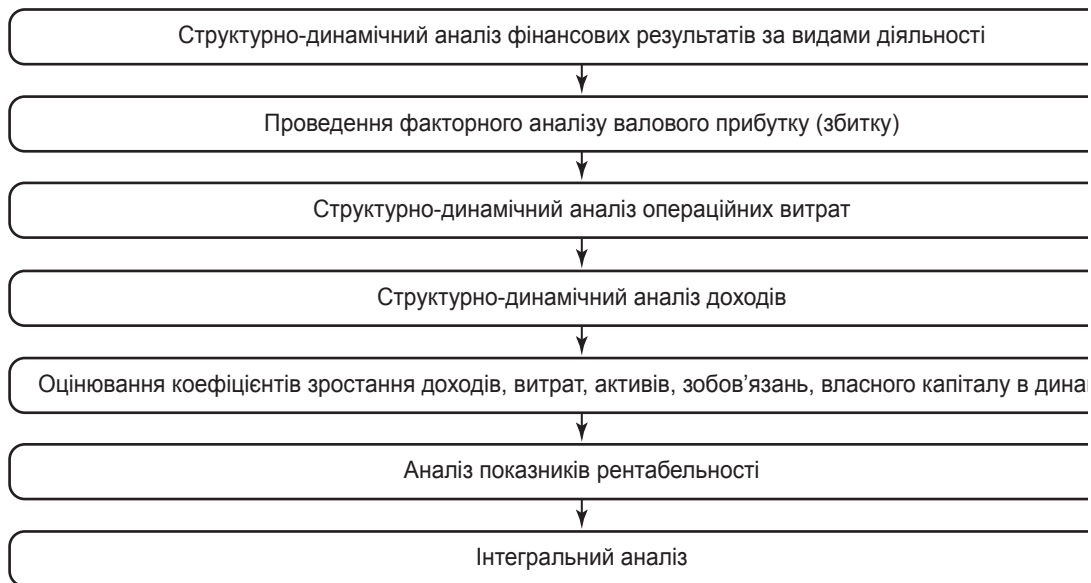 Структурно-динамічний аналіз фінансових результатів за видами діяльності
Проведення факторного аналізу валового прибутку (збитку)
Структурно-динамічний аналіз операційних витрат
Структурно-динамічний аналіз доходів
Оцінювання коефіцієнтів зростання доходів, витрат, активів, зобов’язань, власного капіталу в
Аналіз показників рентабельності
Інтегральний аналіз